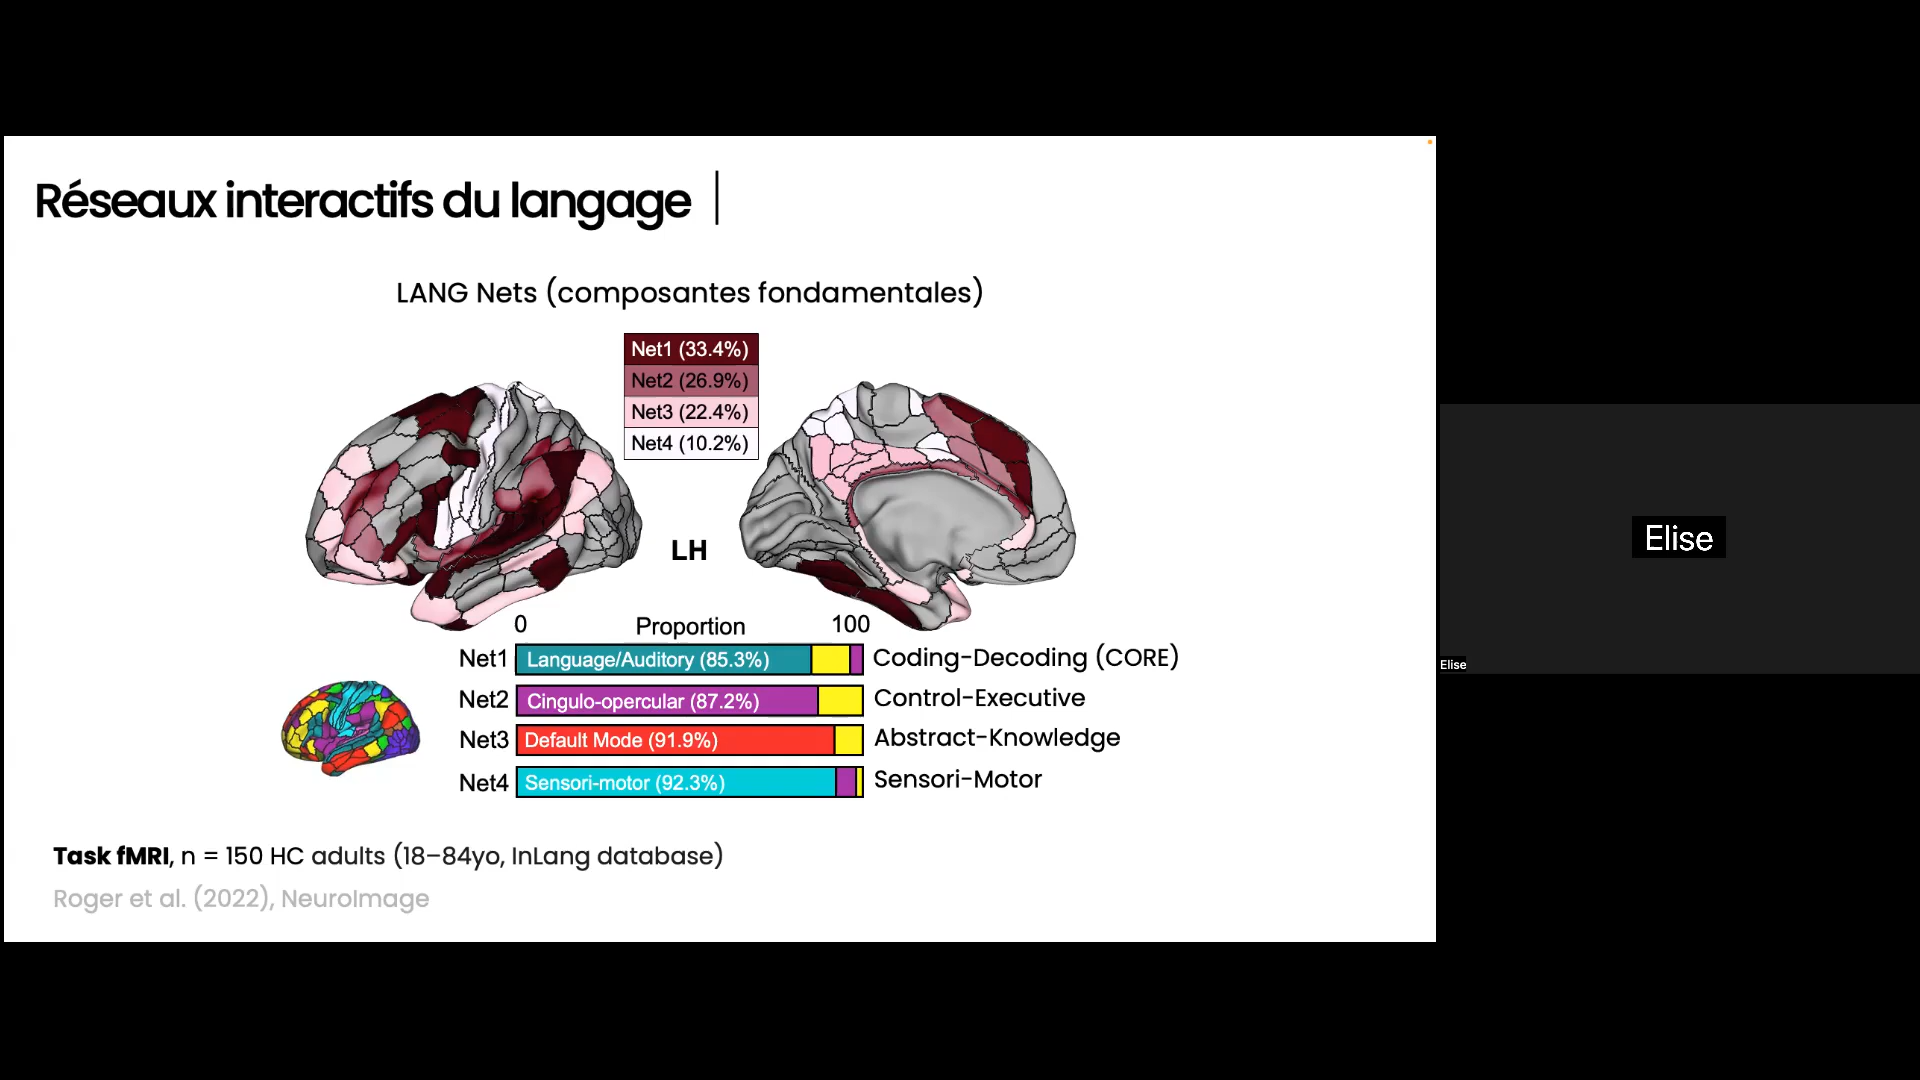 Réseaux interactifs du langage
LANG Nets (composantes fondamentales)
Net1 (33.4%)
Net2 (26.9%)
Net3 (22.4%)
Net4 (10.2%)
LH
0 Proportion 100
Net1 Language/Auditory (85.3%) Coding-Decoding (CORE)
Net2 Cingulo-opercular (87.2%) Control-Executive
Net3 Default Mode (91.9%) Abstract-Knowledge
Net4 Sensori-motor (92.3%) Sensori-Motor
Task fMRI, n = 150 HC adults (18–84yo, InLang database)
Roger et al. (2022), NeuroImage
Elise
Elise